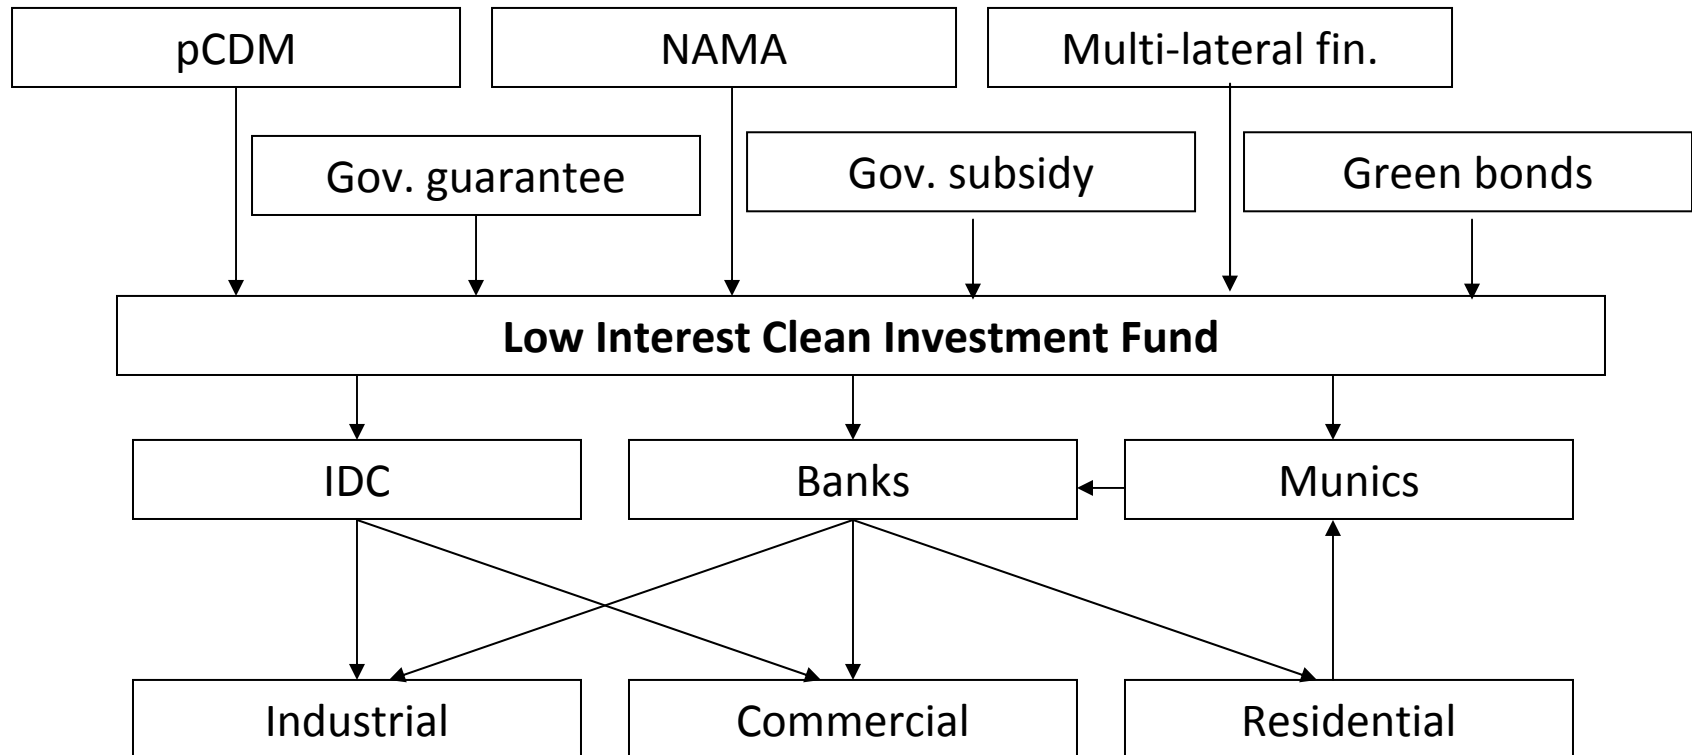 pCDM
NAMA
Multi-lateral fin.
Gov. guarantee
Gov. subsidy
Green bonds
Low Interest Clean Investment Fund
IDC
Banks
Munics
Industrial
Commercial
Residential